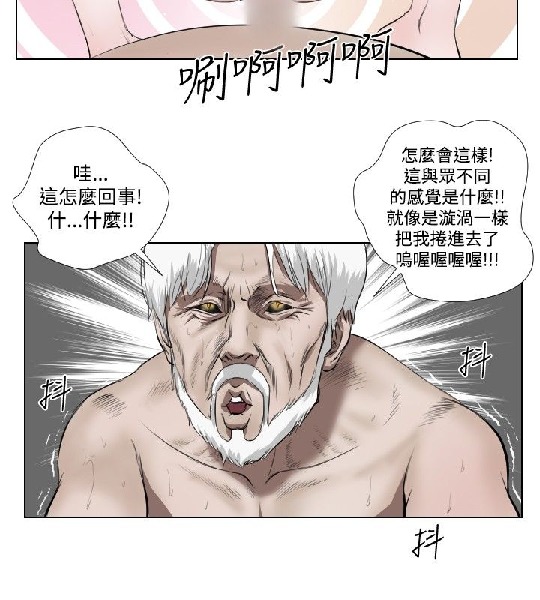 唰啊啊啊啊
哇...
這怎麼回事!
什...什麼!!
怎麼會這樣!
這與眾不同
的感覺是什麼!!
就像是漩渦一樣
把我捲進去了
嗚喔喔喔喔!!!
抖
抖
抖